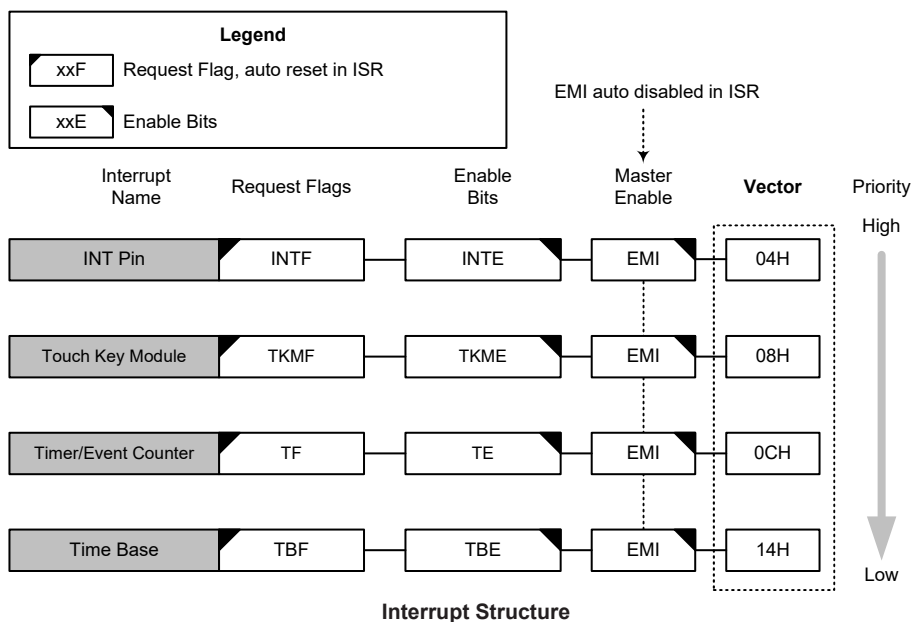 Legend
xxF Request Flag, auto reset in ISR
xxE Enable Bits
EMI auto disabled in ISR
Interrupt
Name
Request Flags
Enable
Bits
Master
Enable
Vector
Priority
High
INT Pin INTF INTE EMI 04H
Touch Key Module TKMF TKME EMI 08H
Timer/Event Counter TF TE EMI 0CH
Time Base TBF TBE EMI 14H
Low
Interrupt Structure